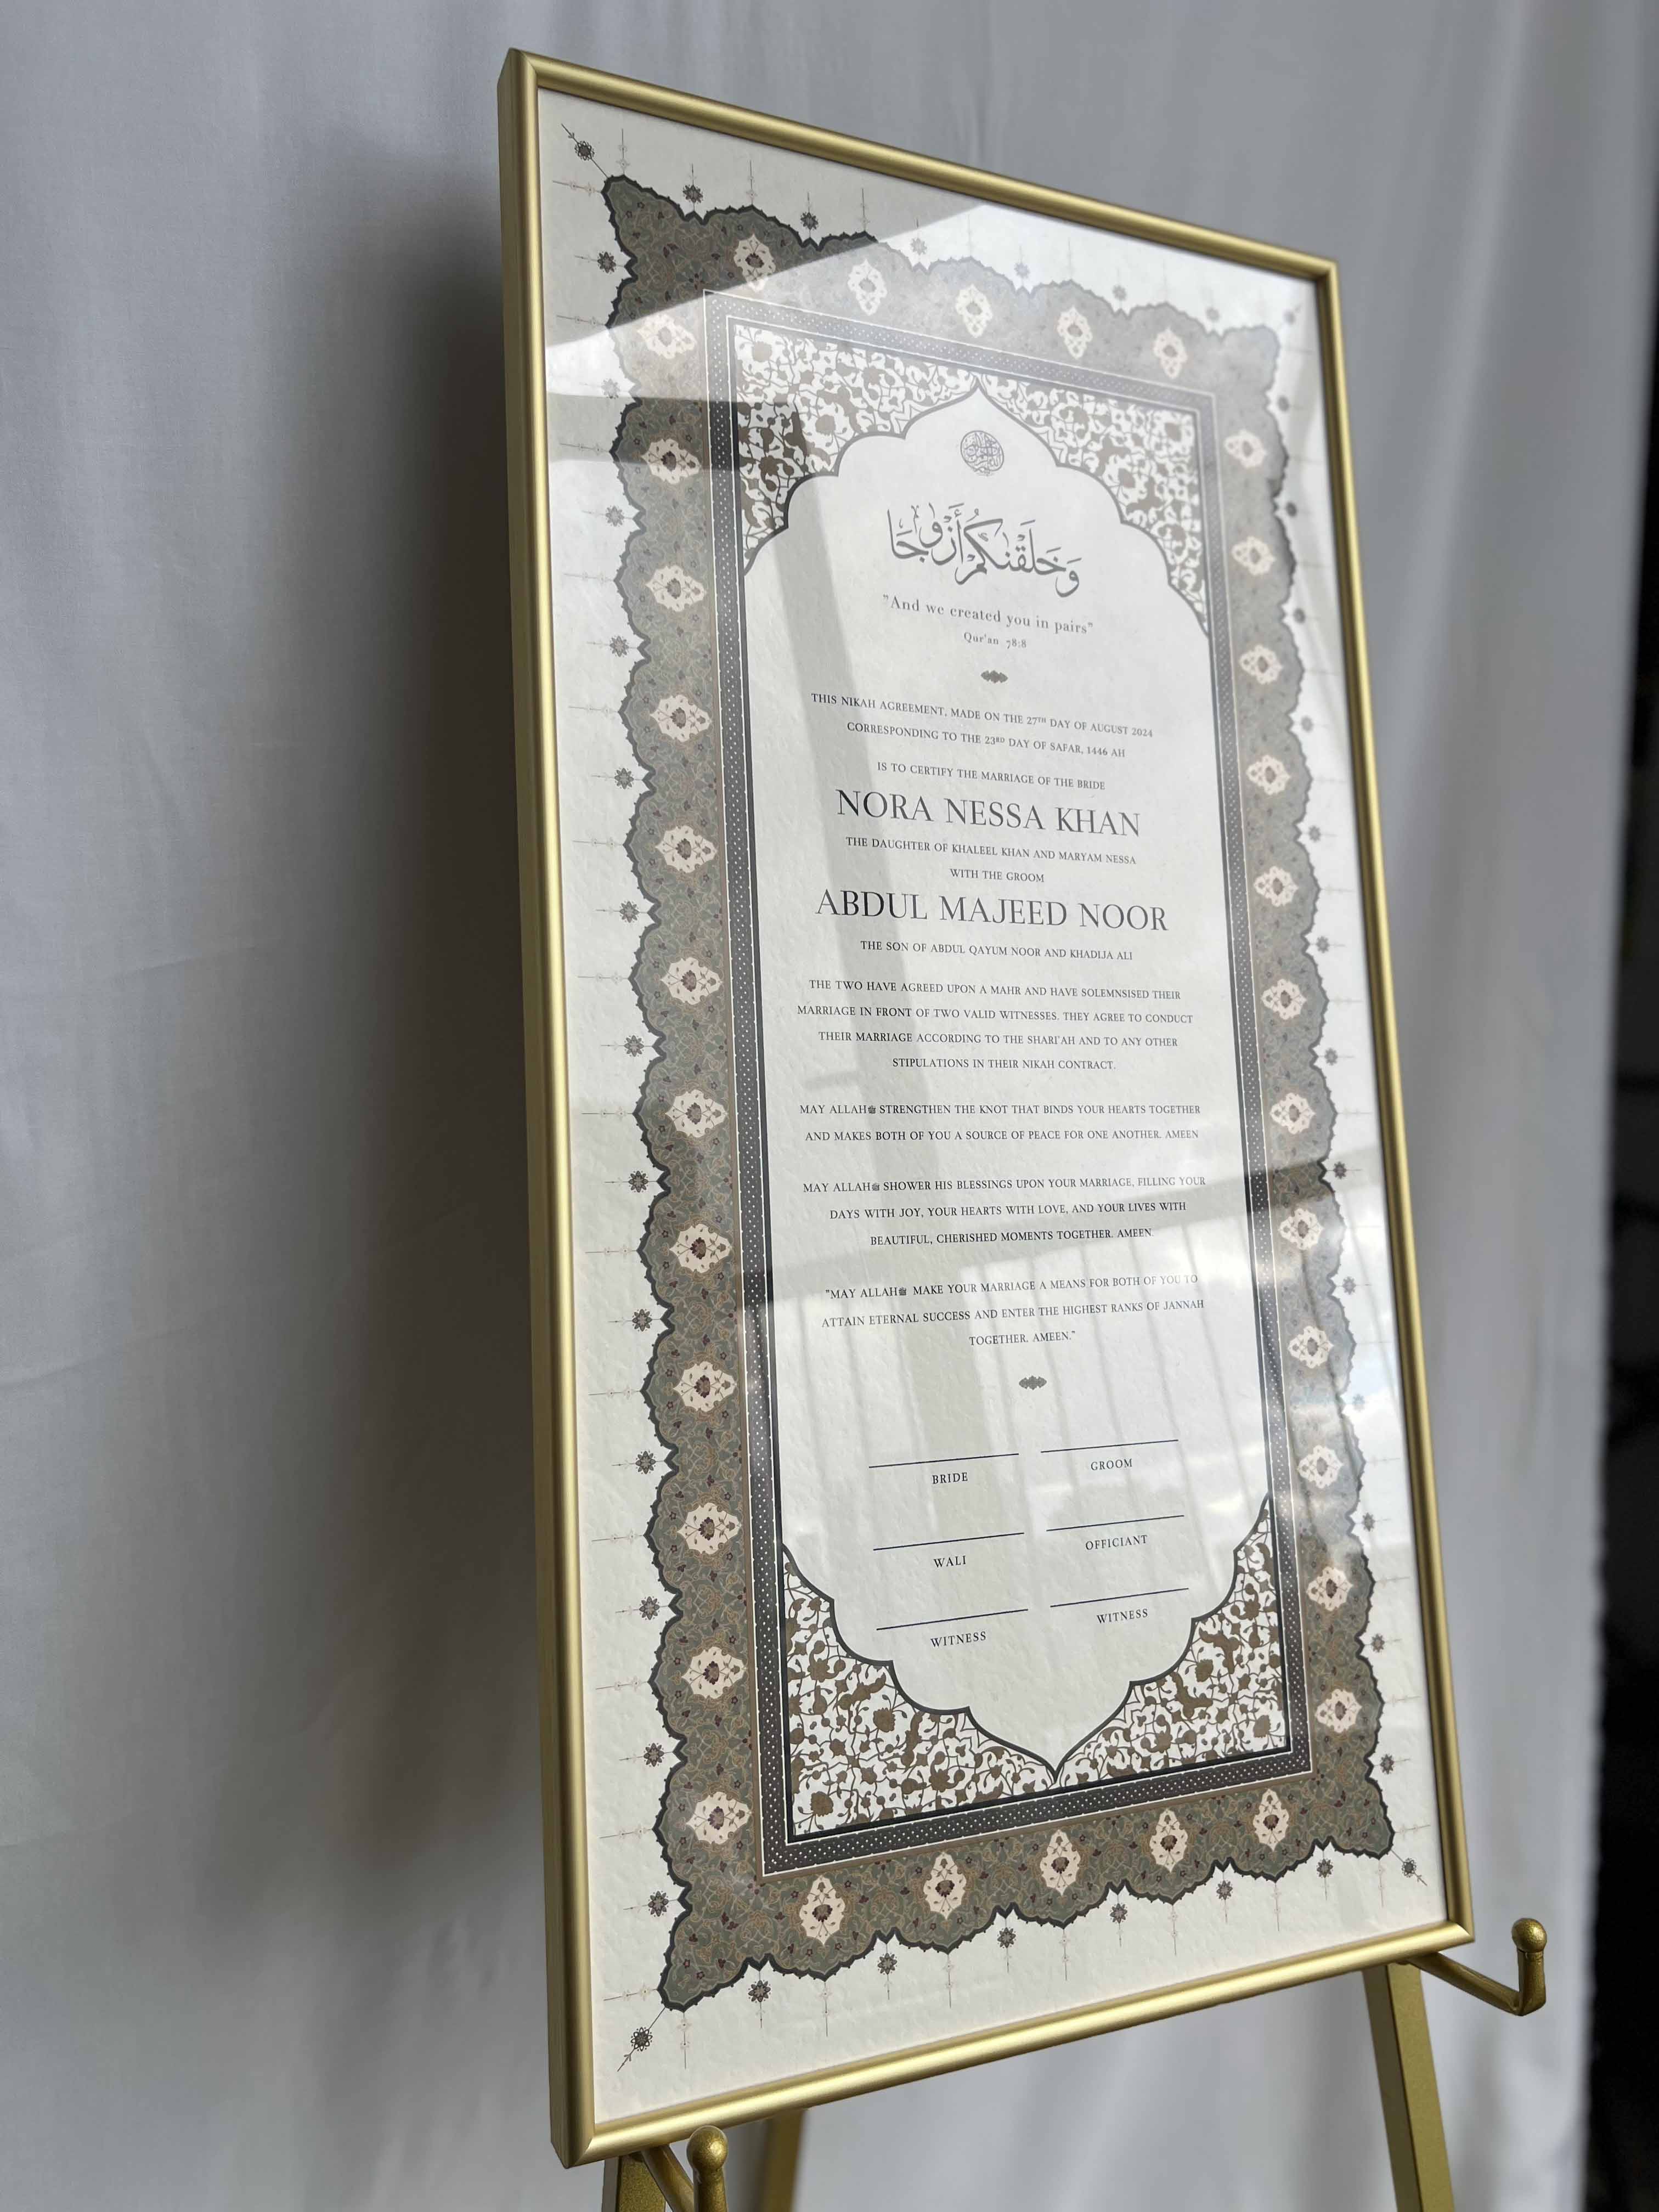 وَخَلَقْنَٰكُمْ أَزْوَٰجًا
"And we created you in pairs"
Qur'an 78:8
THIS NIKAH AGREEMENT, MADE ON THE 27TH DAY OF AUGUST 2024
CORRESPONDING TO THE 23RD DAY OF SAFAR, 1446 AH
IS TO CERTIFY THE MARRIAGE OF THE BRIDE
NORA NESSA KHAN
THE DAUGHTER OF KHALEEL KHAN AND MARYAM NESSA
WITH THE GROOM
ABDUL MAJEED NOOR
THE SON OF ABDUL QAYUM NOOR AND KHADIJA ALI
THE TWO HAVE AGREED UPON A MAHR AND HAVE SOLEMNSISED THEIR
MARRIAGE IN FRONT OF TWO VALID WITNESSES. THEY AGREE TO CONDUCT
THEIR MARRIAGE ACCORDING TO THE SHARI'AH AND TO ANY OTHER
STIPULATIONS IN THEIR NIKAH CONTRACT.
MAY ALLAH STRENGTHEN THE KNOT THAT BINDS YOUR HEARTS TOGETHER
AND MAKES BOTH OF YOU A SOURCE OF PEACE FOR ONE ANOTHER. AMEEN
MAY ALLAH SHOWER HIS BLESSINGS UPON YOUR MARRIAGE, FILLING YOUR
DAYS WITH JOY, YOUR HEARTS WITH LOVE, AND YOUR LIVES WITH
BEAUTIFUL, CHERISHED MOMENTS TOGETHER. AMEEN.
"MAY ALLAH MAKE YOUR MARRIAGE A MEANS FOR BOTH OF YOU TO
ATTAIN ETERNAL SUCCESS AND ENTER THE HIGHEST RANKS OF JANNAH
TOGETHER. AMEEN."
BRIDE GROOM
WALI OFFICIANT
WITNESS WITNESS